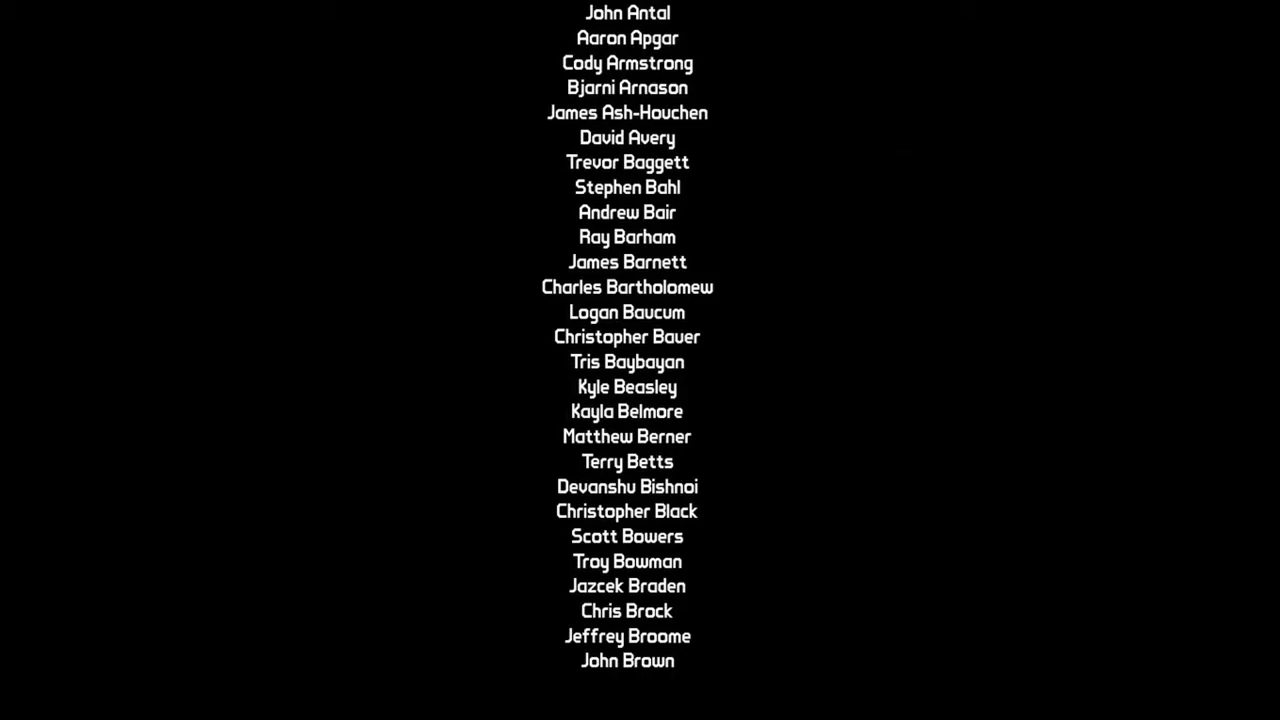 John Antal
Aaron Apgar
Cody Armstrong
Bjarni Arnason
James Ash-Houchen
David Avery
Trevor Baggett
Stephen Bahl
Andrew Bair
Ray Barham
James Barnett
Charles Bartholomew
Logan Baucum
Christopher Bauer
Tris Baybayan
Kyle Beasley
Kayla Belmore
Matthew Berner
Terry Betts
Devanshu Bishnoi
Christopher Black
Scott Bowers
Troy Bowman
Jazcek Braden
Chris Brock
Jeffrey Broome
John Brown